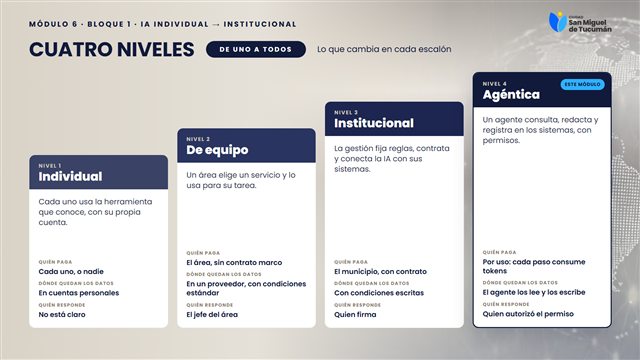 MÓDULO 6 • BLOQUE 1 • IA INDIVIDUAL → INSTITUCIONAL
CIUDAD
San Miguel
de Tucumán
CUATRO NIVELES
DE UNO A TODOS
Lo que cambia en cada escalón
NIVEL 1
Individual
Cada uno usa la herramienta
que conoce, con su propia
cuenta.
QUIÉN PAGA
Cada uno, o nadie
DÓNDE QUEDAN LOS DATOS
En cuentas personales
QUIÉN RESPONDE
No está claro
NIVEL 2
De equipo
Un área elige un servicio y lo
usa para su tarea.
QUIÉN PAGA
El área, sin contrato marco
DÓNDE QUEDAN LOS DATOS
En un proveedor, con condiciones
estándar
QUIÉN RESPONDE
El jefe del área
NIVEL 3
Institucional
La gestión fija reglas, contrata
y conecta la IA con sus
sistemas.
QUIÉN PAGA
El municipio, con contrato
DÓNDE QUEDAN LOS DATOS
Con condiciones escritas
QUIÉN RESPONDE
Quien firma
NIVEL 4
ESTE MÓDULO
Agéntica
Un agente consulta, redacta y
registra en los sistemas, con
permisos.
QUIÉN PAGA
Por uso: cada paso consume
tokens
DÓNDE QUEDAN LOS DATOS
El agente los lee y los escribe
QUIÉN RESPONDE
Quien autorizó el permiso